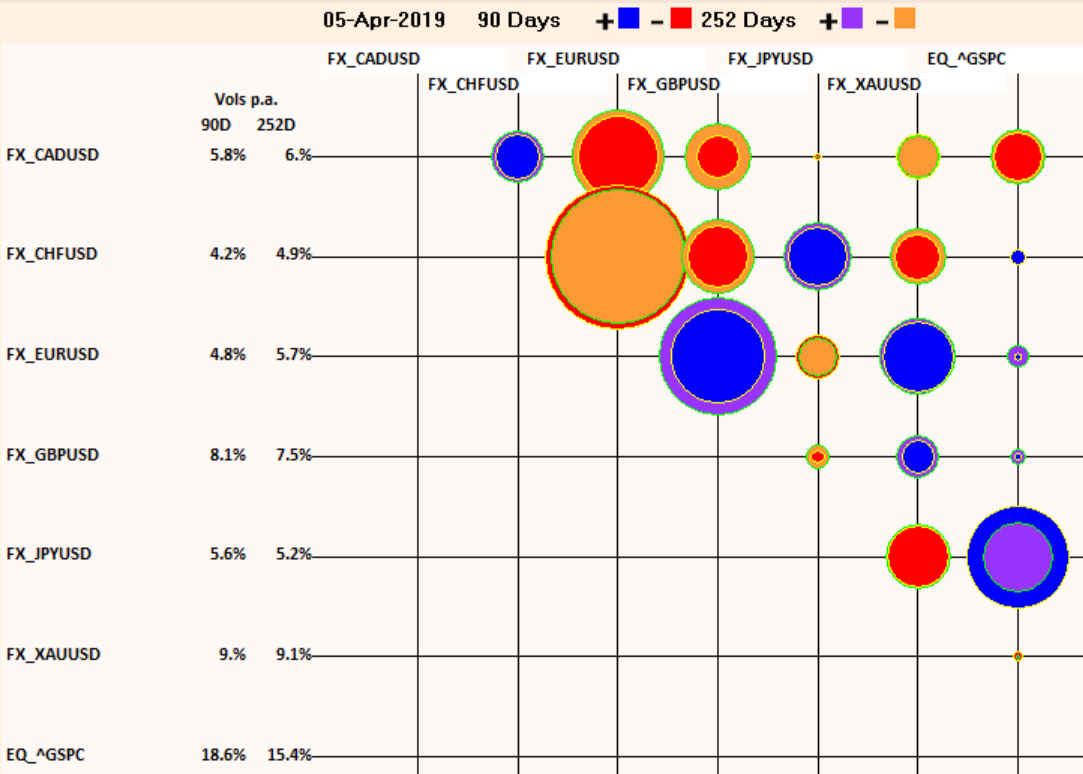 05-Apr-2019 90 Days + - 252 Days + -
FX_CADUSD FX_EURUSD FX_JPYUSD EQ_^GSPC
FX_CHFUSD FX_GBPUSD FX_XAUUSD
Vols p.a.
90D 252D
FX_CADUSD 5.8% 6.%
FX_CHFUSD 4.2% 4.9%
FX_EURUSD 4.8% 5.7%
FX_GBPUSD 8.1% 7.5%
FX_JPYUSD 5.6% 5.2%
FX_XAUUSD 9.% 9.1%
EQ_^GSPC 18.6% 15.4%